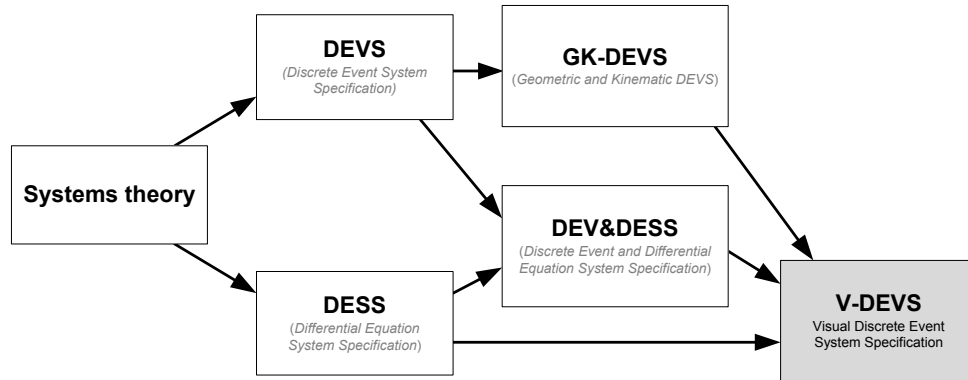 DEVS
(Discrete Event System
Specification)
GK-DEVS
(Geometric and Kinematic DEVS)
Systems theory
DEV&DESS
(Discrete Event and Differential
Equation System Specification)
DESS
(Differential Equation
System Specification)
V-DEVS
Visual Discrete Event
System Specification